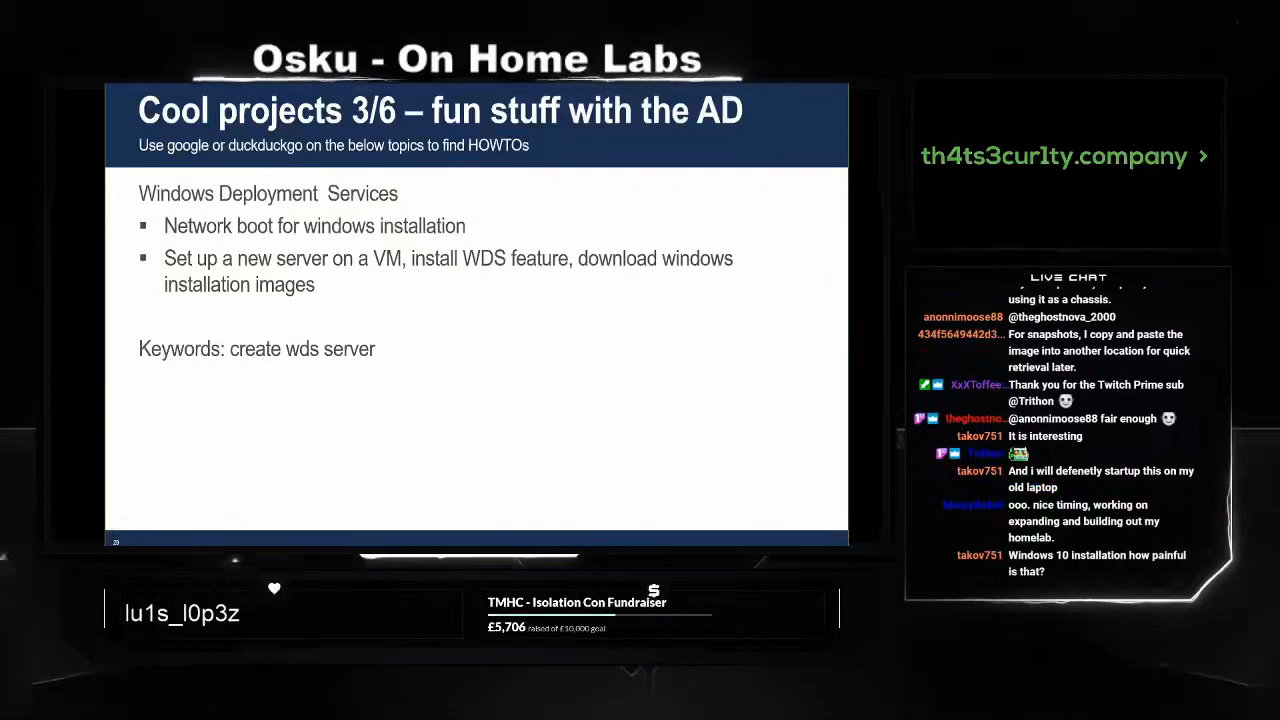 Osku - On Home Labs
Cool projects 3/6 – fun stuff with the AD
Use google or duckduckgo on the below topics to find HOWTOs
Windows Deployment Services
▪ Network boot for windows installation
▪ Set up a new server on a VM, install WDS feature, download windows
installation images
Keywords: create wds server
29
th4ts3cur1ty.company >
LIVE CHAT
using it as a chassis.
anonnimoose88 @theghostnova_2000
434f5649442d3... For snapshots, I copy and paste the
image into another location for quick
retrieval later.
XxXToffee... Thank you for the Twitch Prime sub
@Trithon
theghostno... @anonnimoose88 fair enough
takov751 It is interesting
takov751 And i will defenetly startup this on my
old laptop
ooo. nice timing, working on
expanding and building out my
homelab.
takov751 Windows 10 installation how painful
is that?
lu1s_l0p3z
$
TMHC - Isolation Con Fundraiser
£5,706 raised of £10,000 goal